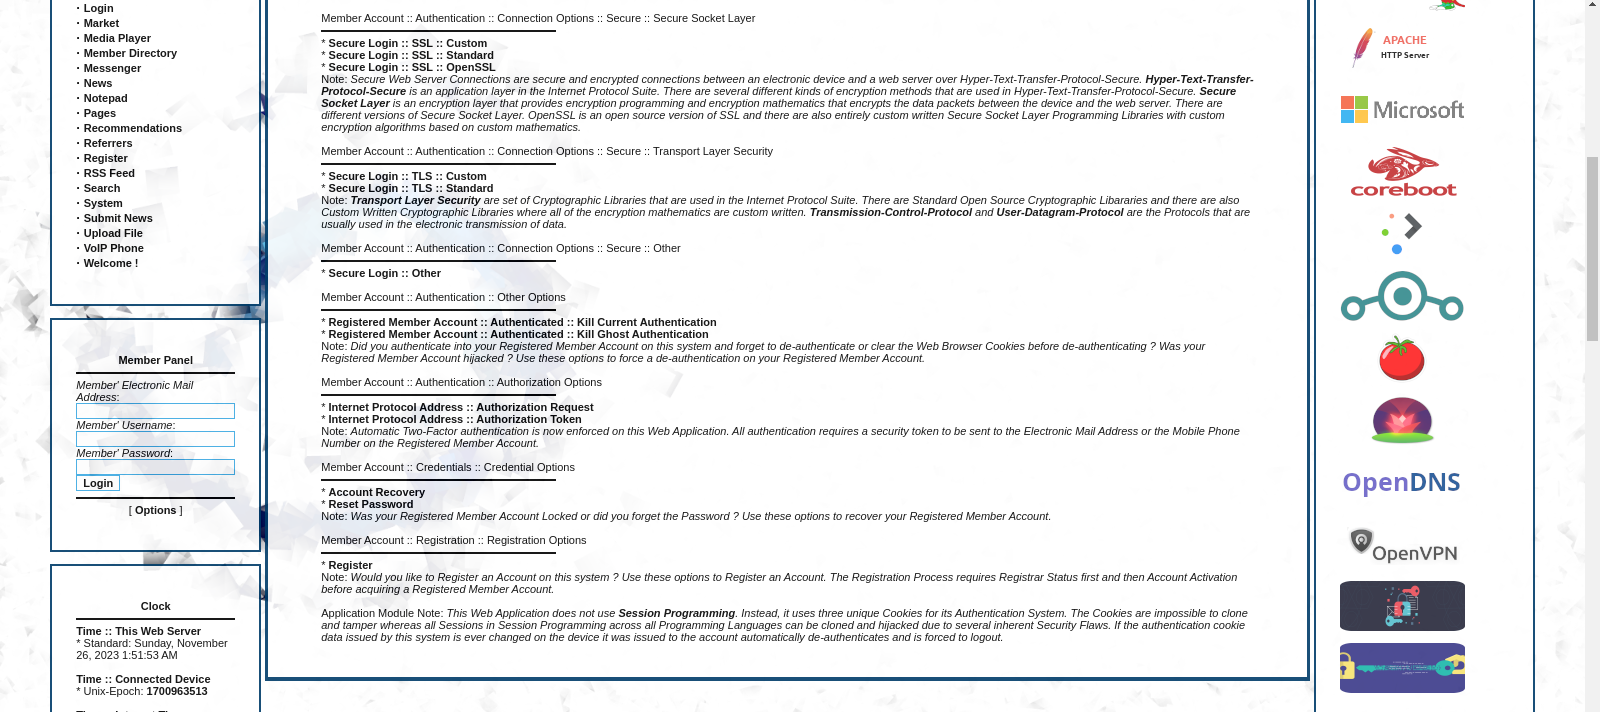 · Login
· Market
· Media Player
· Member Directory
· Messenger
· News
· Notepad
· Pages
· Recommendations
· Referrers
· Register
· RSS Feed
· Search
· System
· Submit News
· Upload File
· VoIP Phone
· Welcome !
Member Panel
Member' Electronic Mail
Address:
Member' Username:
Member' Password:
Login
[ Options ]
Clock
Time :: This Web Server
* Standard: Sunday, November
26, 2023 1:51:53 AM
Time :: Connected Device
* Unix-Epoch: 1700963513
Member Account :: Authentication :: Connection Options :: Secure :: Secure Socket Layer
* Secure Login :: SSL :: Custom
* Secure Login :: SSL :: Standard
* Secure Login :: SSL :: OpenSSL
Note: Secure Web Server Connections are secure and encrypted connections between an electronic device and a web server over Hyper-Text-Transfer-Protocol-Secure. Hyper-Text-Transfer-
Protocol-Secure is an application layer in the Internet Protocol Suite. There are several different kinds of encryption methods that are used in Hyper-Text-Transfer-Protocol-Secure. Secure
Socket Layer is an encryption layer that provides encryption programming and encryption mathematics that encrypts the data packets between the device and the web server. There are
different versions of Secure Socket Layer. OpenSSL is an open source version of SSL and there are also entirely custom written Secure Socket Layer Programming Libraries with custom
encryption algorithms based on custom mathematics.
Member Account :: Authentication :: Connection Options :: Secure :: Transport Layer Security
* Secure Login :: TLS :: Custom
* Secure Login :: TLS :: Standard
Note: Transport Layer Security are set of Cryptographic Libraries that are used in the Internet Protocol Suite. There are Standard Open Source Cryptographic Libararies and there are also
Custom Written Cryptographic Libraries where all of the encryption mathematics are custom written. Transmission-Control-Protocol and User-Datagram-Protocol are the Protocols that are
usually used in the electronic transmission of data.
Member Account :: Authentication :: Connection Options :: Secure :: Other
* Secure Login :: Other
Member Account :: Authentication :: Other Options
* Registered Member Account :: Authenticated :: Kill Current Authentication
* Registered Member Account :: Authenticated :: Kill Ghost Authentication
Note: Did you authenticate into your Registered Member Account on this system and forget to de-authenticate or clear the Web Browser Cookies before de-authenticating ? Was your
Registered Member Account hijacked ? Use these options to force a de-authentication on your Registered Member Account.
Member Account :: Authentication :: Authorization Options
* Internet Protocol Address :: Authorization Request
* Internet Protocol Address :: Authorization Token
Note: Automatic Two-Factor authentication is now enforced on this Web Application. All authentication requires a security token to be sent to the Electronic Mail Address or the Mobile Phone
Number on the Registered Member Account.
Member Account :: Credentials :: Credential Options
* Account Recovery
* Reset Password
Note: Was your Registered Member Account Locked or did you forget the Password ? Use these options to recover your Registered Member Account.
Member Account :: Registration :: Registration Options
* Register
Note: Would you like to Register an Account on this system ? Use these options to Register an Account. The Registration Process requires Registrar Status first and then Account Activation
before acquiring a Registered Member Account.
Application Module Note: This Web Application does not use Session Programming. Instead, it uses three unique Cookies for its Authentication System. The Cookies are impossible to clone
and tamper whereas all Sessions in Session Programming across all Programming Languages can be cloned and hijacked due to several inherent Security Flaws. If the authentication cookie
data issued by this system is ever changed on the device it was issued to the account automatically de-authenticates and is forced to logout.
APACHE
HTTP Server
Microsoft
coreboot
OpenDNS
OpenVPN